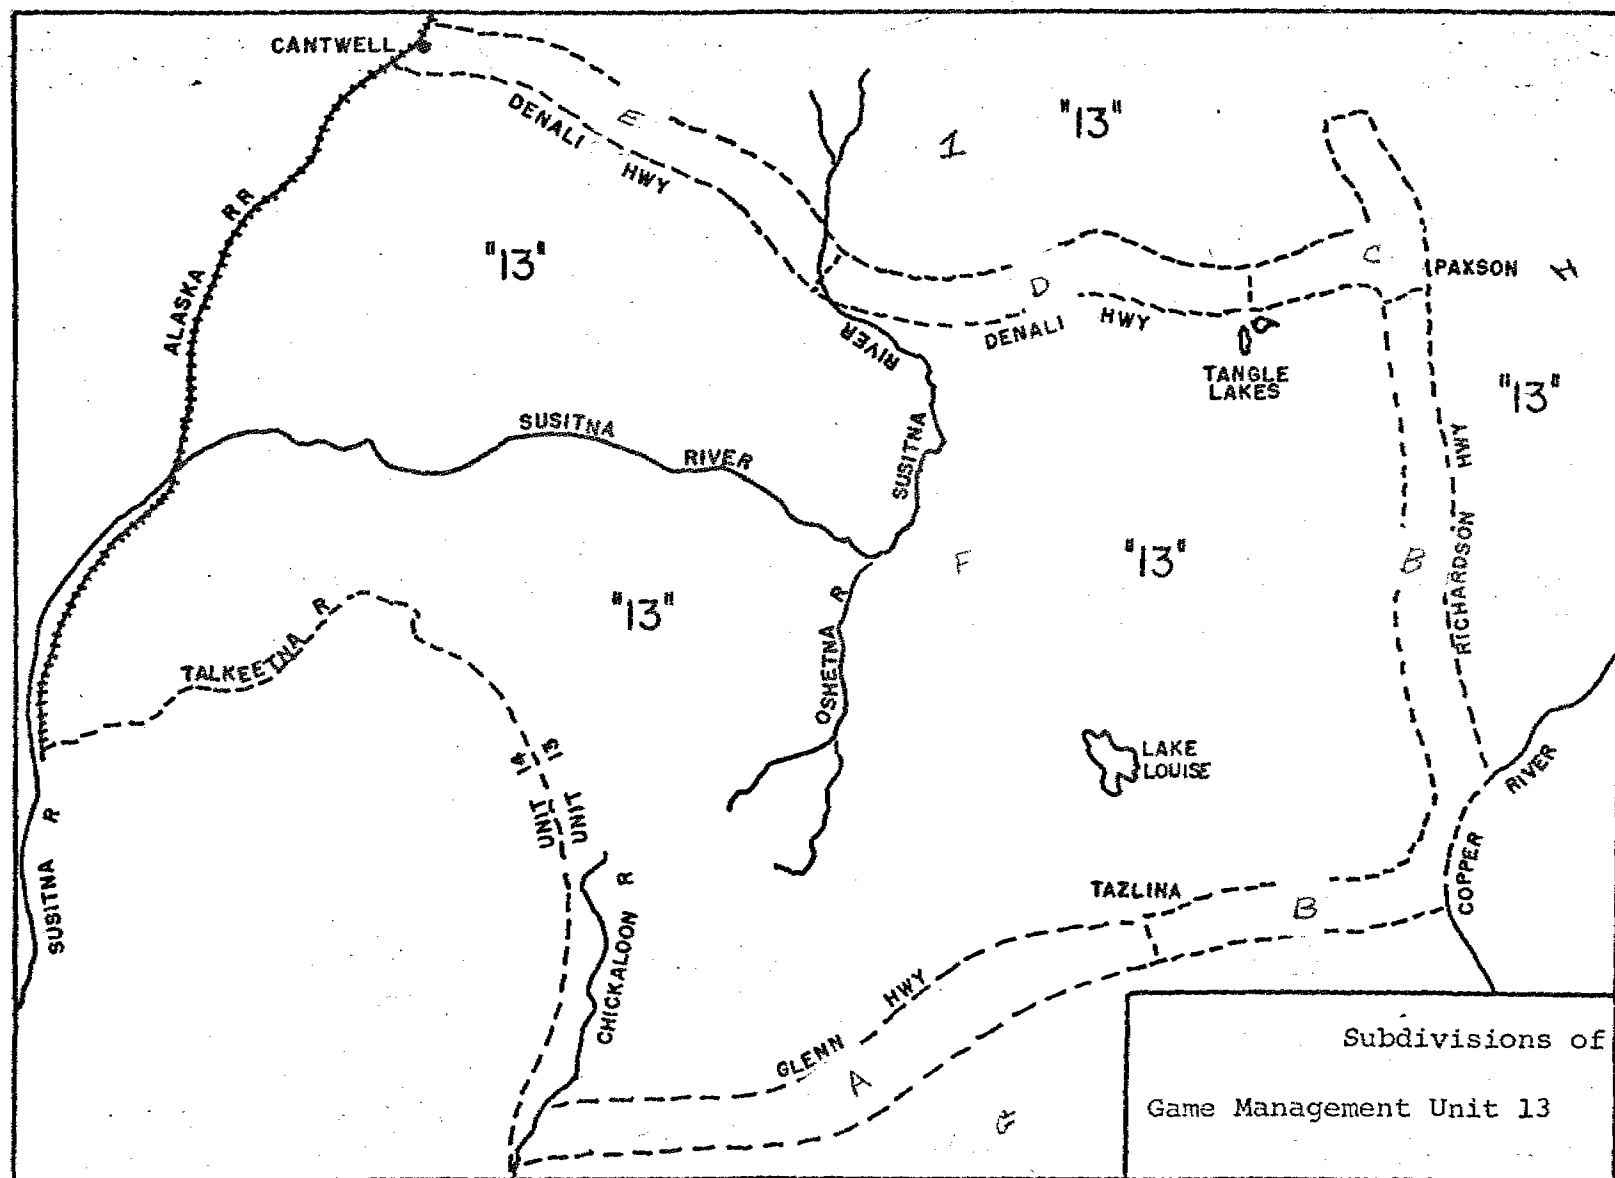 CANTWELL
"13"
E
1
DENALI
HWY
RR
ALASKA
"13"
C
PAXSON
H
D
DENALI HWY
RIVER
TANGLE
LAKES
"13"
SUSITNA RIVER
SUSITNA
HWY
RICHARDSON
F
"13"
B
"13"
TALKEETNA R
OSHETNA R
UNIT 14
UNIT 13
LAKE
LOUISE
RIVER
COPPER
SUSITNA R
TAZLINA
B
CHICKALOON R
GLENN HWY
A
G
Subdivisions of
Game Management Unit 13